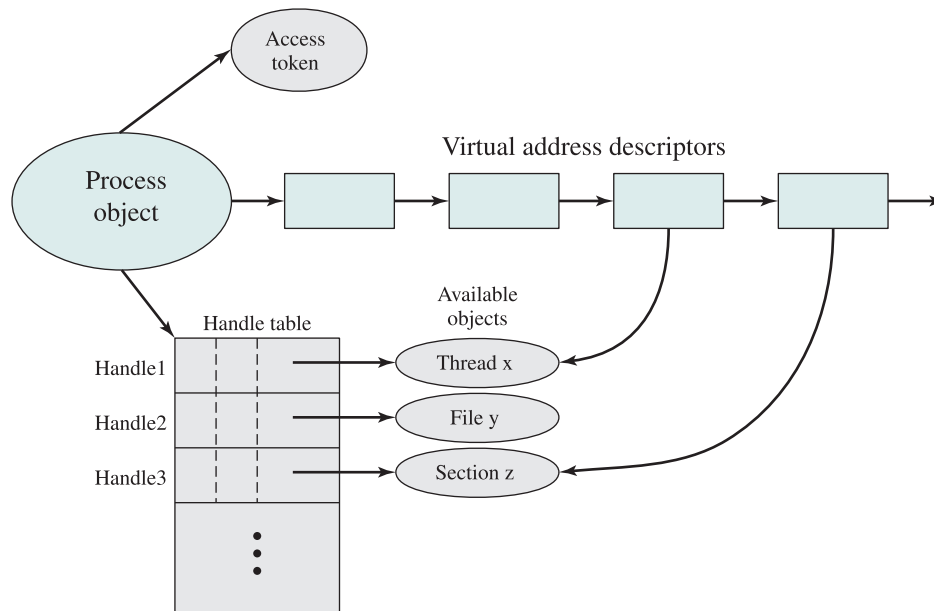 Access
token
Process
object
Virtual address descriptors
Available
objects
Handle table
Handle1
Thread x
Handle2
File y
Handle3
Section z